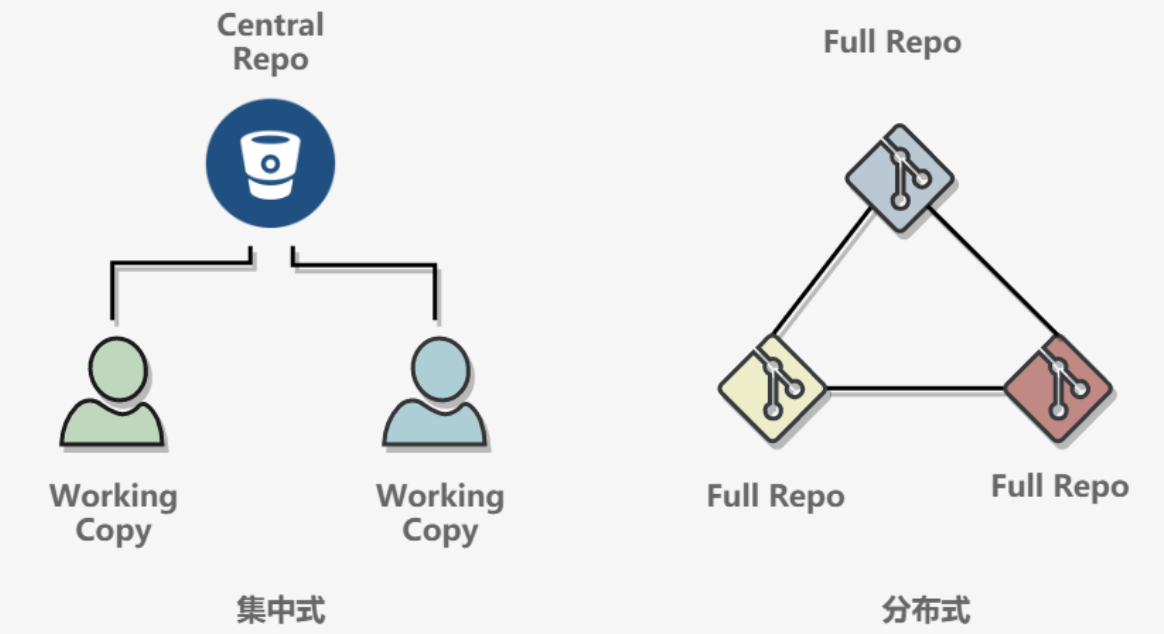 Central
Repo
Working
Copy
Working
Copy
集中式
Full Repo
Full Repo
Full Repo
分布式